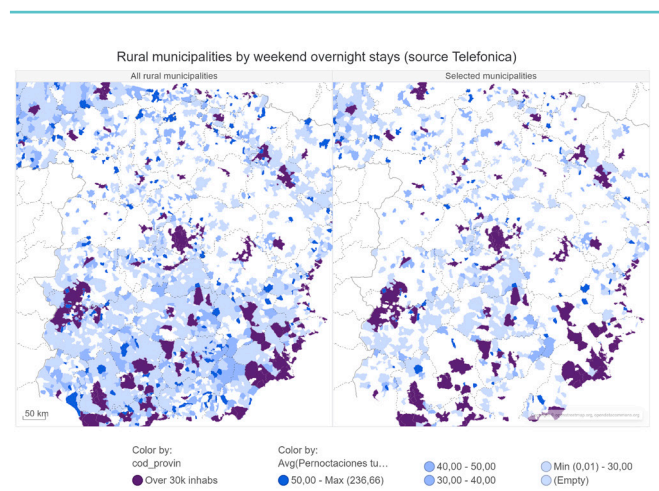 Rural municipalities by weekend overnight stays (source Telefonica)
All rural municipalities
Selected municipalities
50 km
Color by:
cod_provin
Over 30k inhabs
Color by:
Avg(Pernoctaciones tu…
50,00 - Max (236,66)
40,00 - 50,00
30,00 - 40,00
Min (0,01) - 30,00
(Empty)